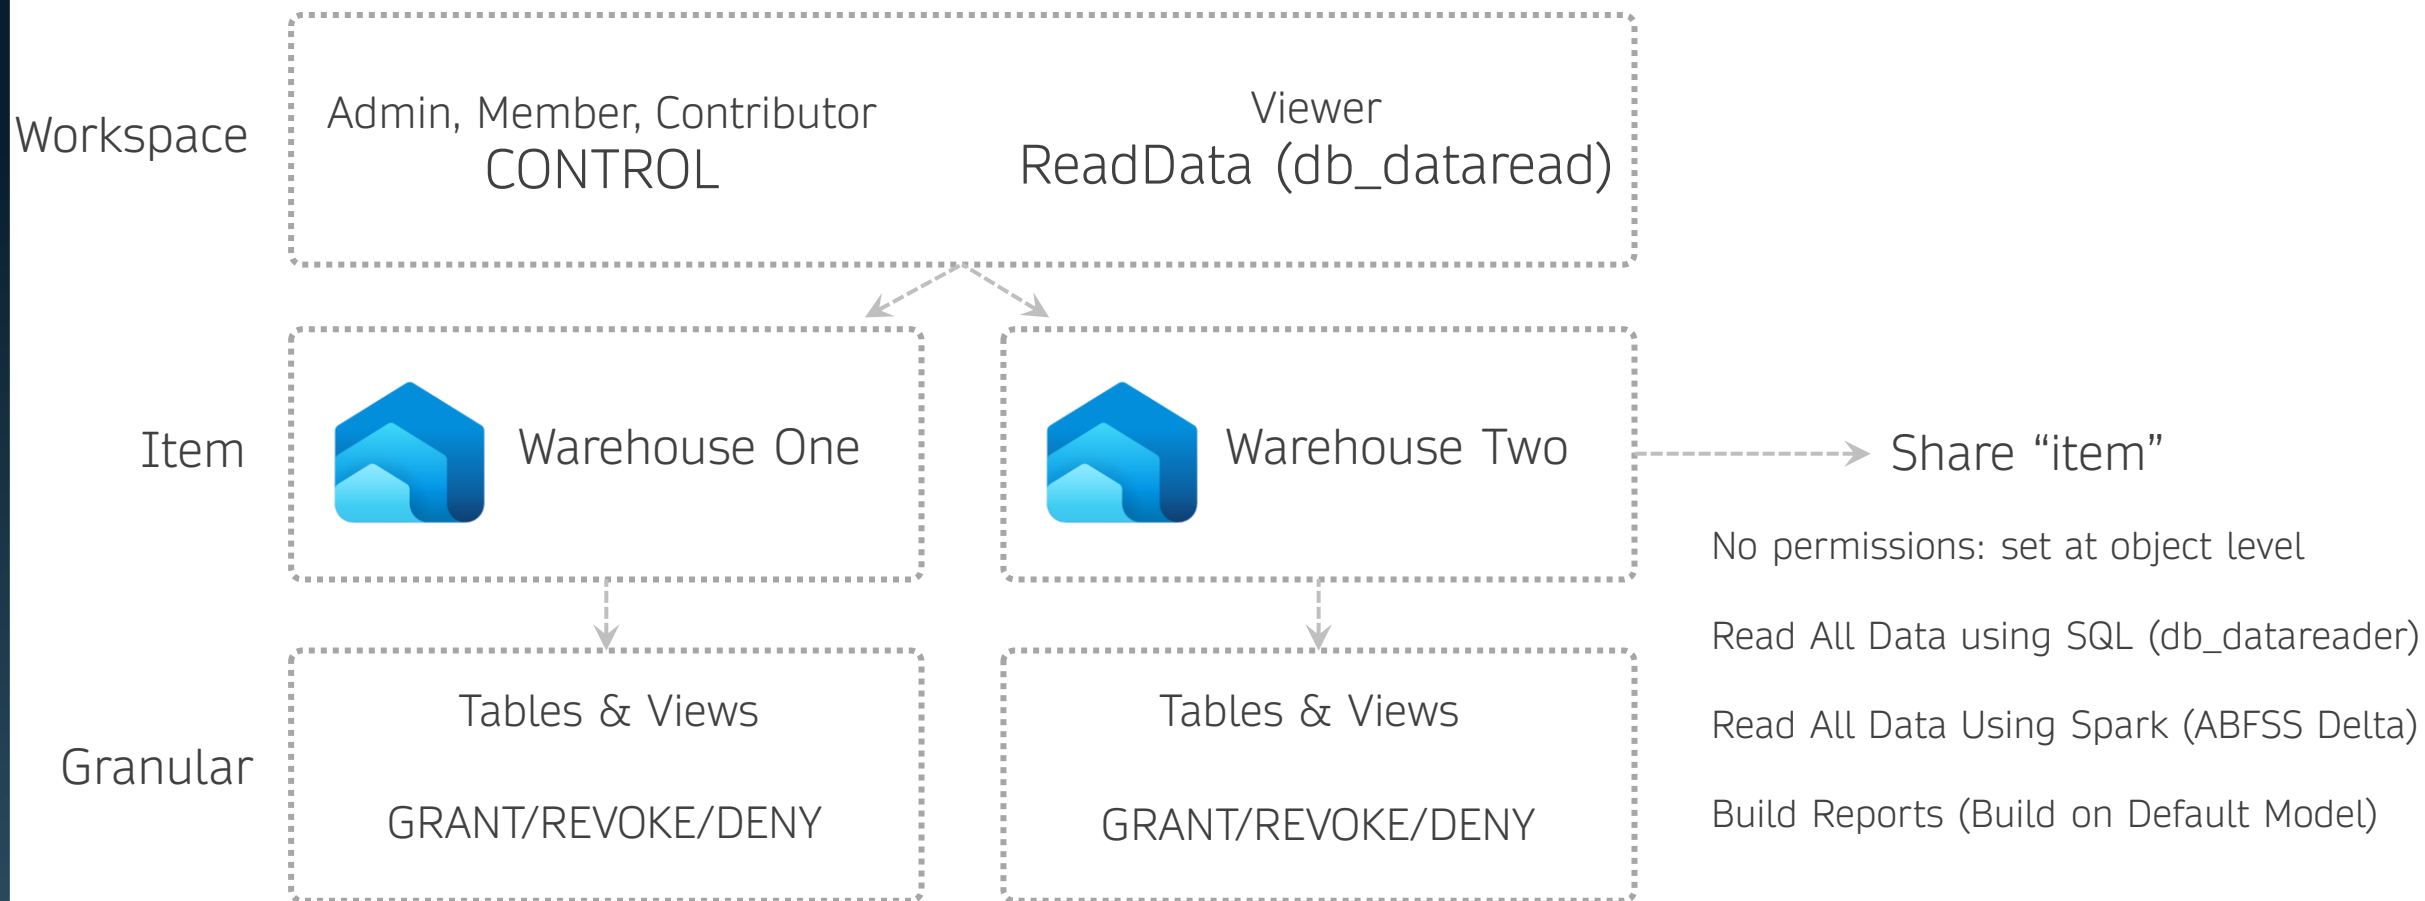 Workspace
Admin, Member, Contributor
CONTROL
Viewer
ReadData (db_dataread)
Item
Warehouse One
Warehouse Two
Share “item”
No permissions: set at object level
Read All Data using SQL (db_datareader)
Read All Data Using Spark (ABFSS Delta)
Build Reports (Build on Default Model)
Granular
Tables & Views
GRANT/REVOKE/DENY
Tables & Views
GRANT/REVOKE/DENY